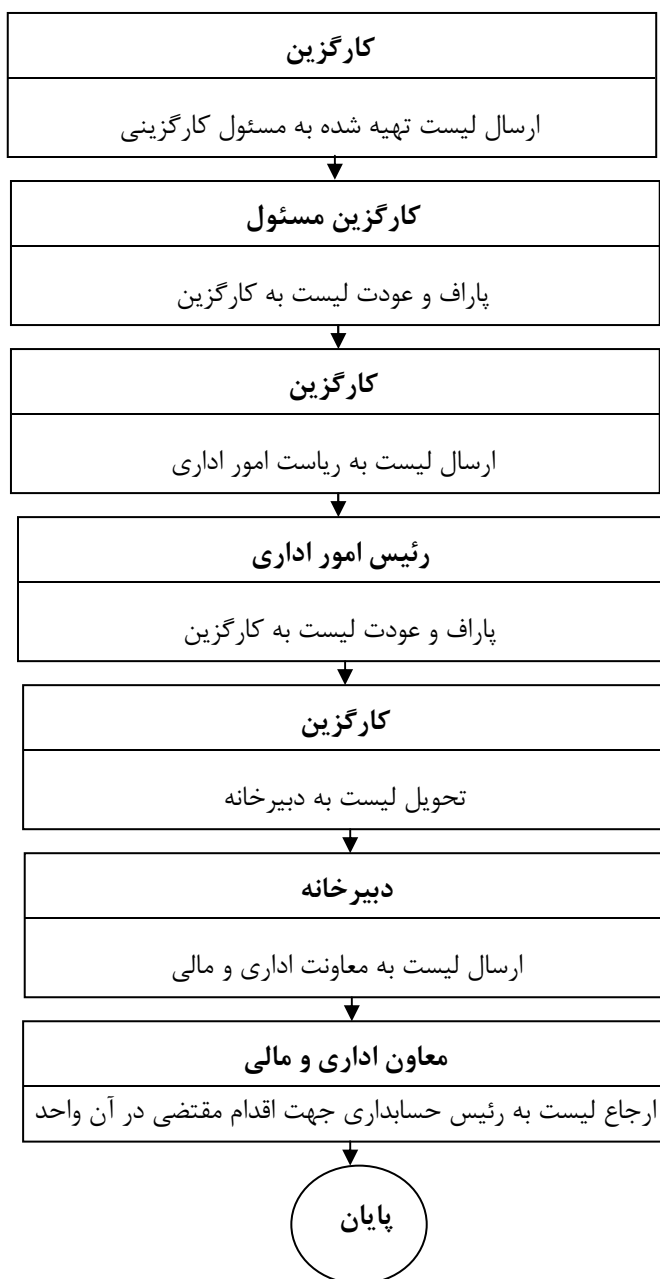 کارگزین
ارسال لیست تهیه شده به مسئول کارگزینی
کارگزین مسئول
پاراف و عودت لیست به کارگزین
کارگزین
ارسال لیست به ریاست امور اداری
رئیس امور اداری
پاراف و عودت لیست به کارگزین
کارگزین
تحویل لیست به دبیرخانه
دبیرخانه
ارسال لیست به معاونت اداری و مالی
معاون اداری و مالی
ارجاع لیست به رئیس حسابداری جهت اقدام مقتضی در آن واحد
پایان